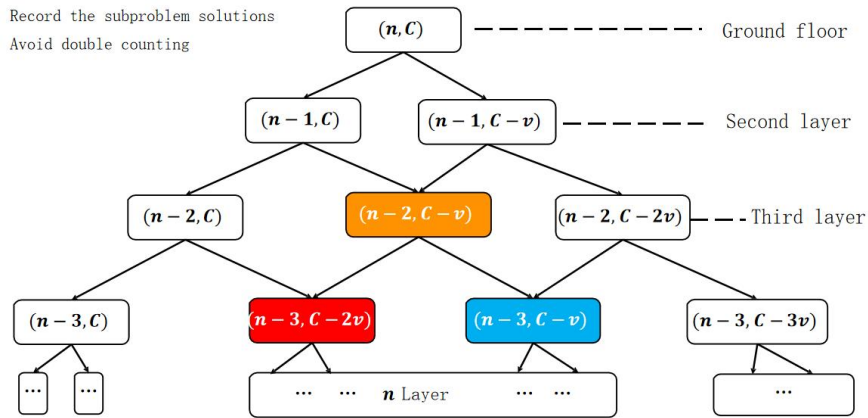 Record the subproblem solutions
Avoid double counting
(n, C)
Ground floor
(n − 1, C)
(n − 1, C − v)
Second layer
(n − 2, C)
(n − 2, C − v)
(n − 2, C − 2v)
Third layer
(n − 3, C)
(n − 3, C − 2v)
(n − 3, C − v)
(n − 3, C − 3v)
...
...
... ... n Layer ... ...
...